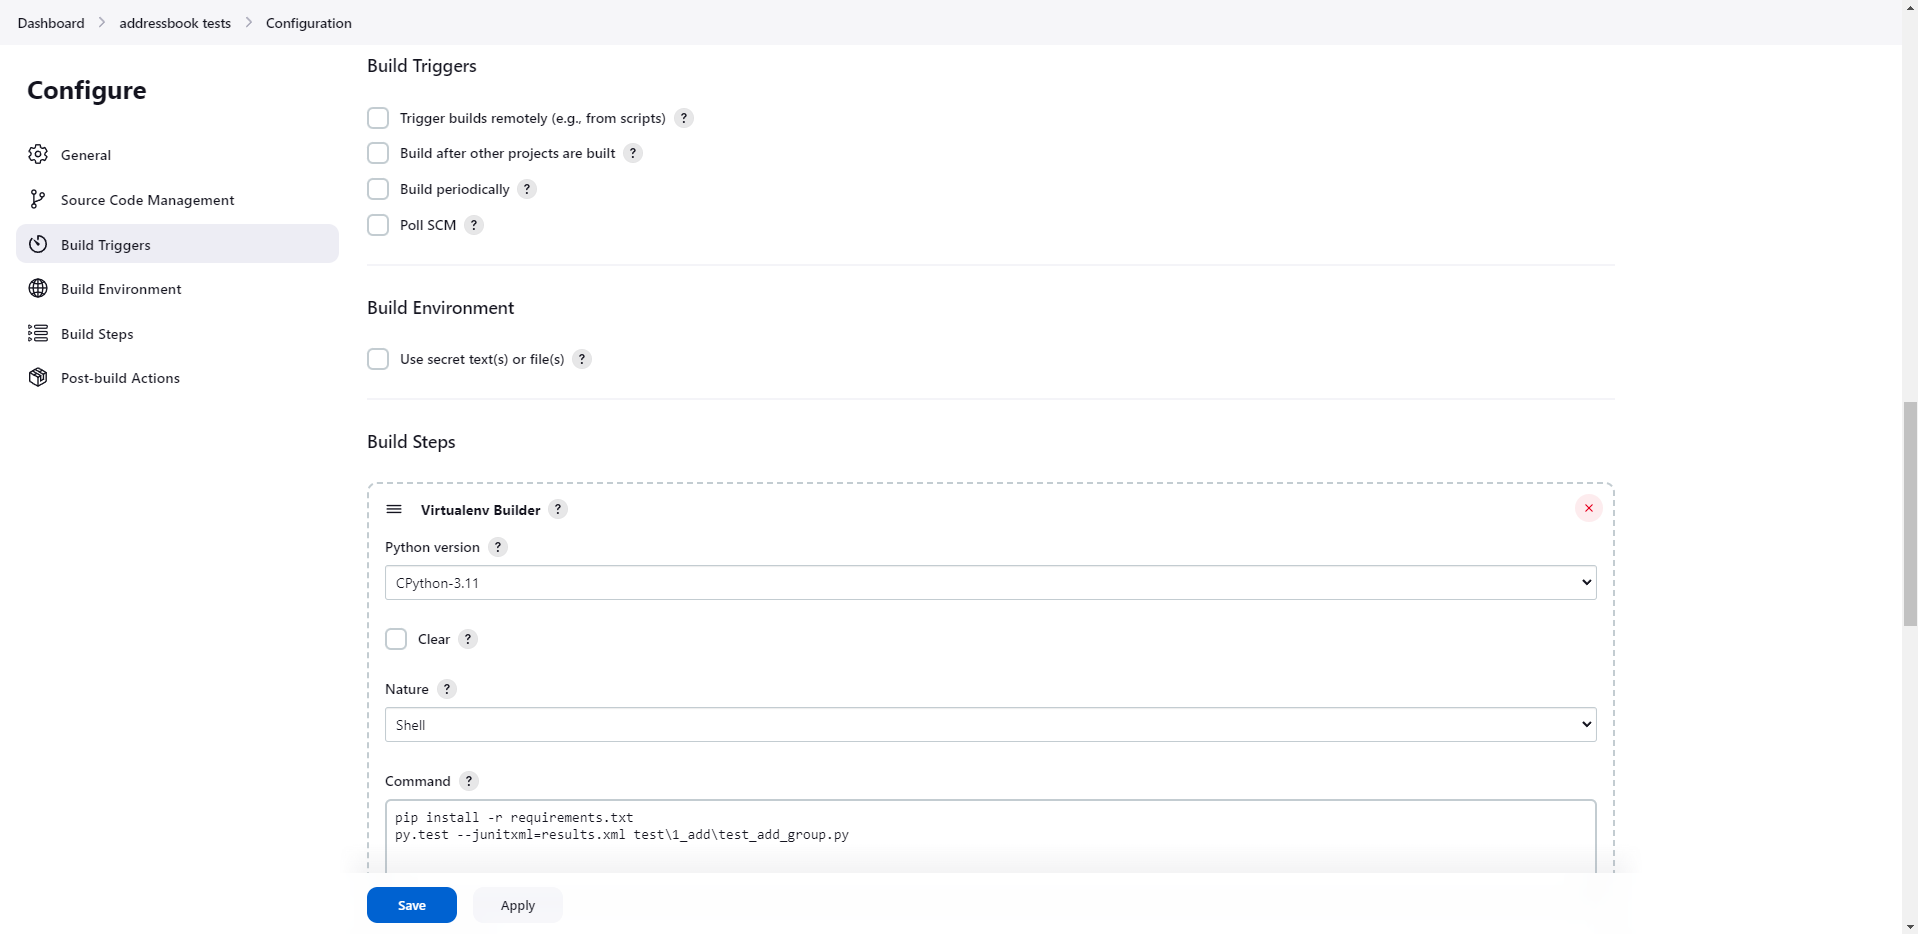 Dashboard > addressbook tests > Configuration
Configure
General
Source Code Management
Build Triggers
Build Environment
Build Steps
Post-build Actions
Build Triggers
Trigger builds remotely (e.g., from scripts) ?
Build after other projects are built ?
Build periodically ?
Poll SCM ?
Build Environment
Use secret text(s) or file(s) ?
Build Steps
Virtualenv Builder ?
Python version ?
CPython-3.11
Clear ?
Nature ?
Shell
Command ?
pip install -r requirements.txt
py.test --junitxml=results.xml test\1_add\test_add_group.py
Save
Apply